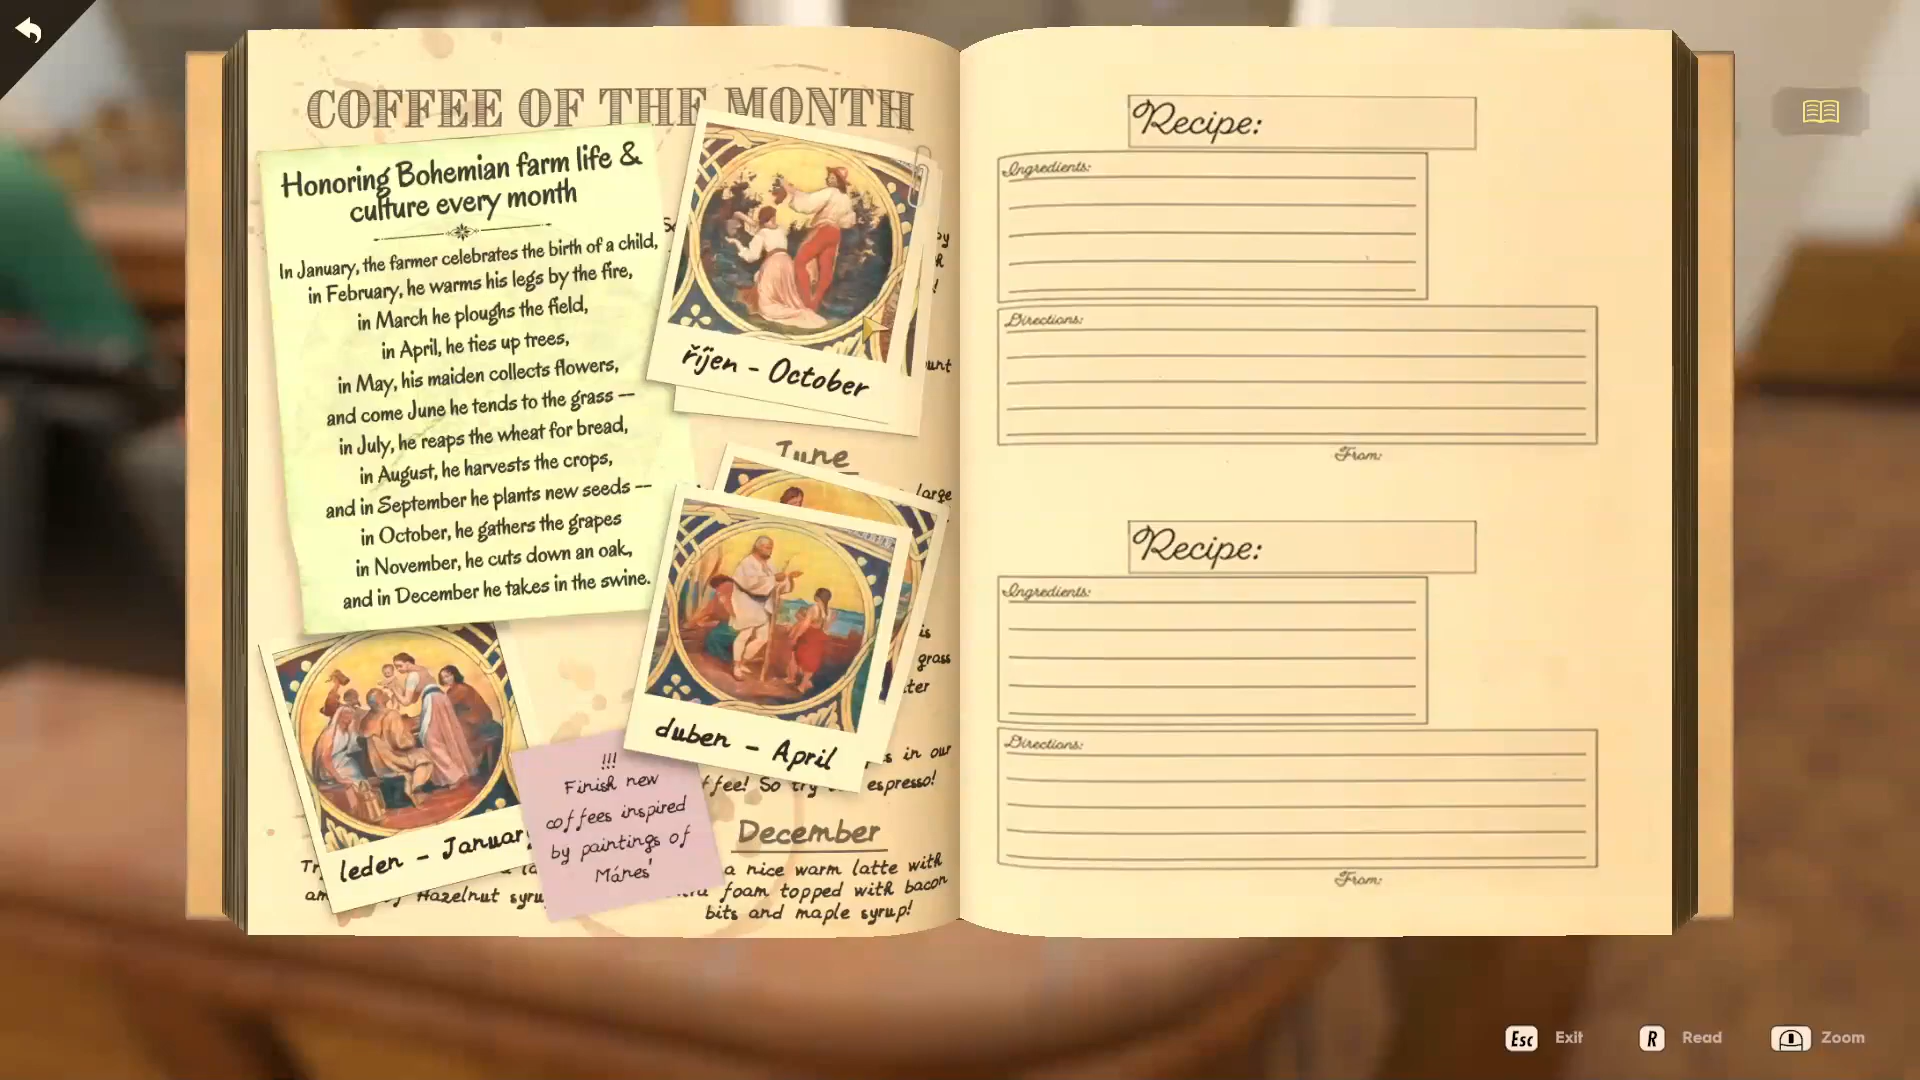 COFFEE OF THE MONTH
Honoring Bohemian farm life &
culture every month
In January, the farmer celebrates the birth of a child,
in February, he warms his legs by the fire,
in March he ploughs the field,
in April, he ties up trees,
in May, his maiden collects flowers,
and come June he tends to the grass —
in July, he reaps the wheat for bread,
in August, he harvests the crops,
and in September he plants new seeds —
in October, he gathers the grapes
in November, he cuts down an oak,
and in December he takes in the swine.
říjen - October
by
June
large
duben - April
is
grass
in our
So try
espresso!
leden - January
Hazelnut
!!!
Finish new
coffees inspired
by paintings of
Mánes'
December
a nice warm latte with
foam topped with bacon
bits and maple syrup!
Recipe:
Ingredients:
Directions:
From:
Recipe:
Ingredients:
Directions:
From:
Esc Exit
R Read
Zoom